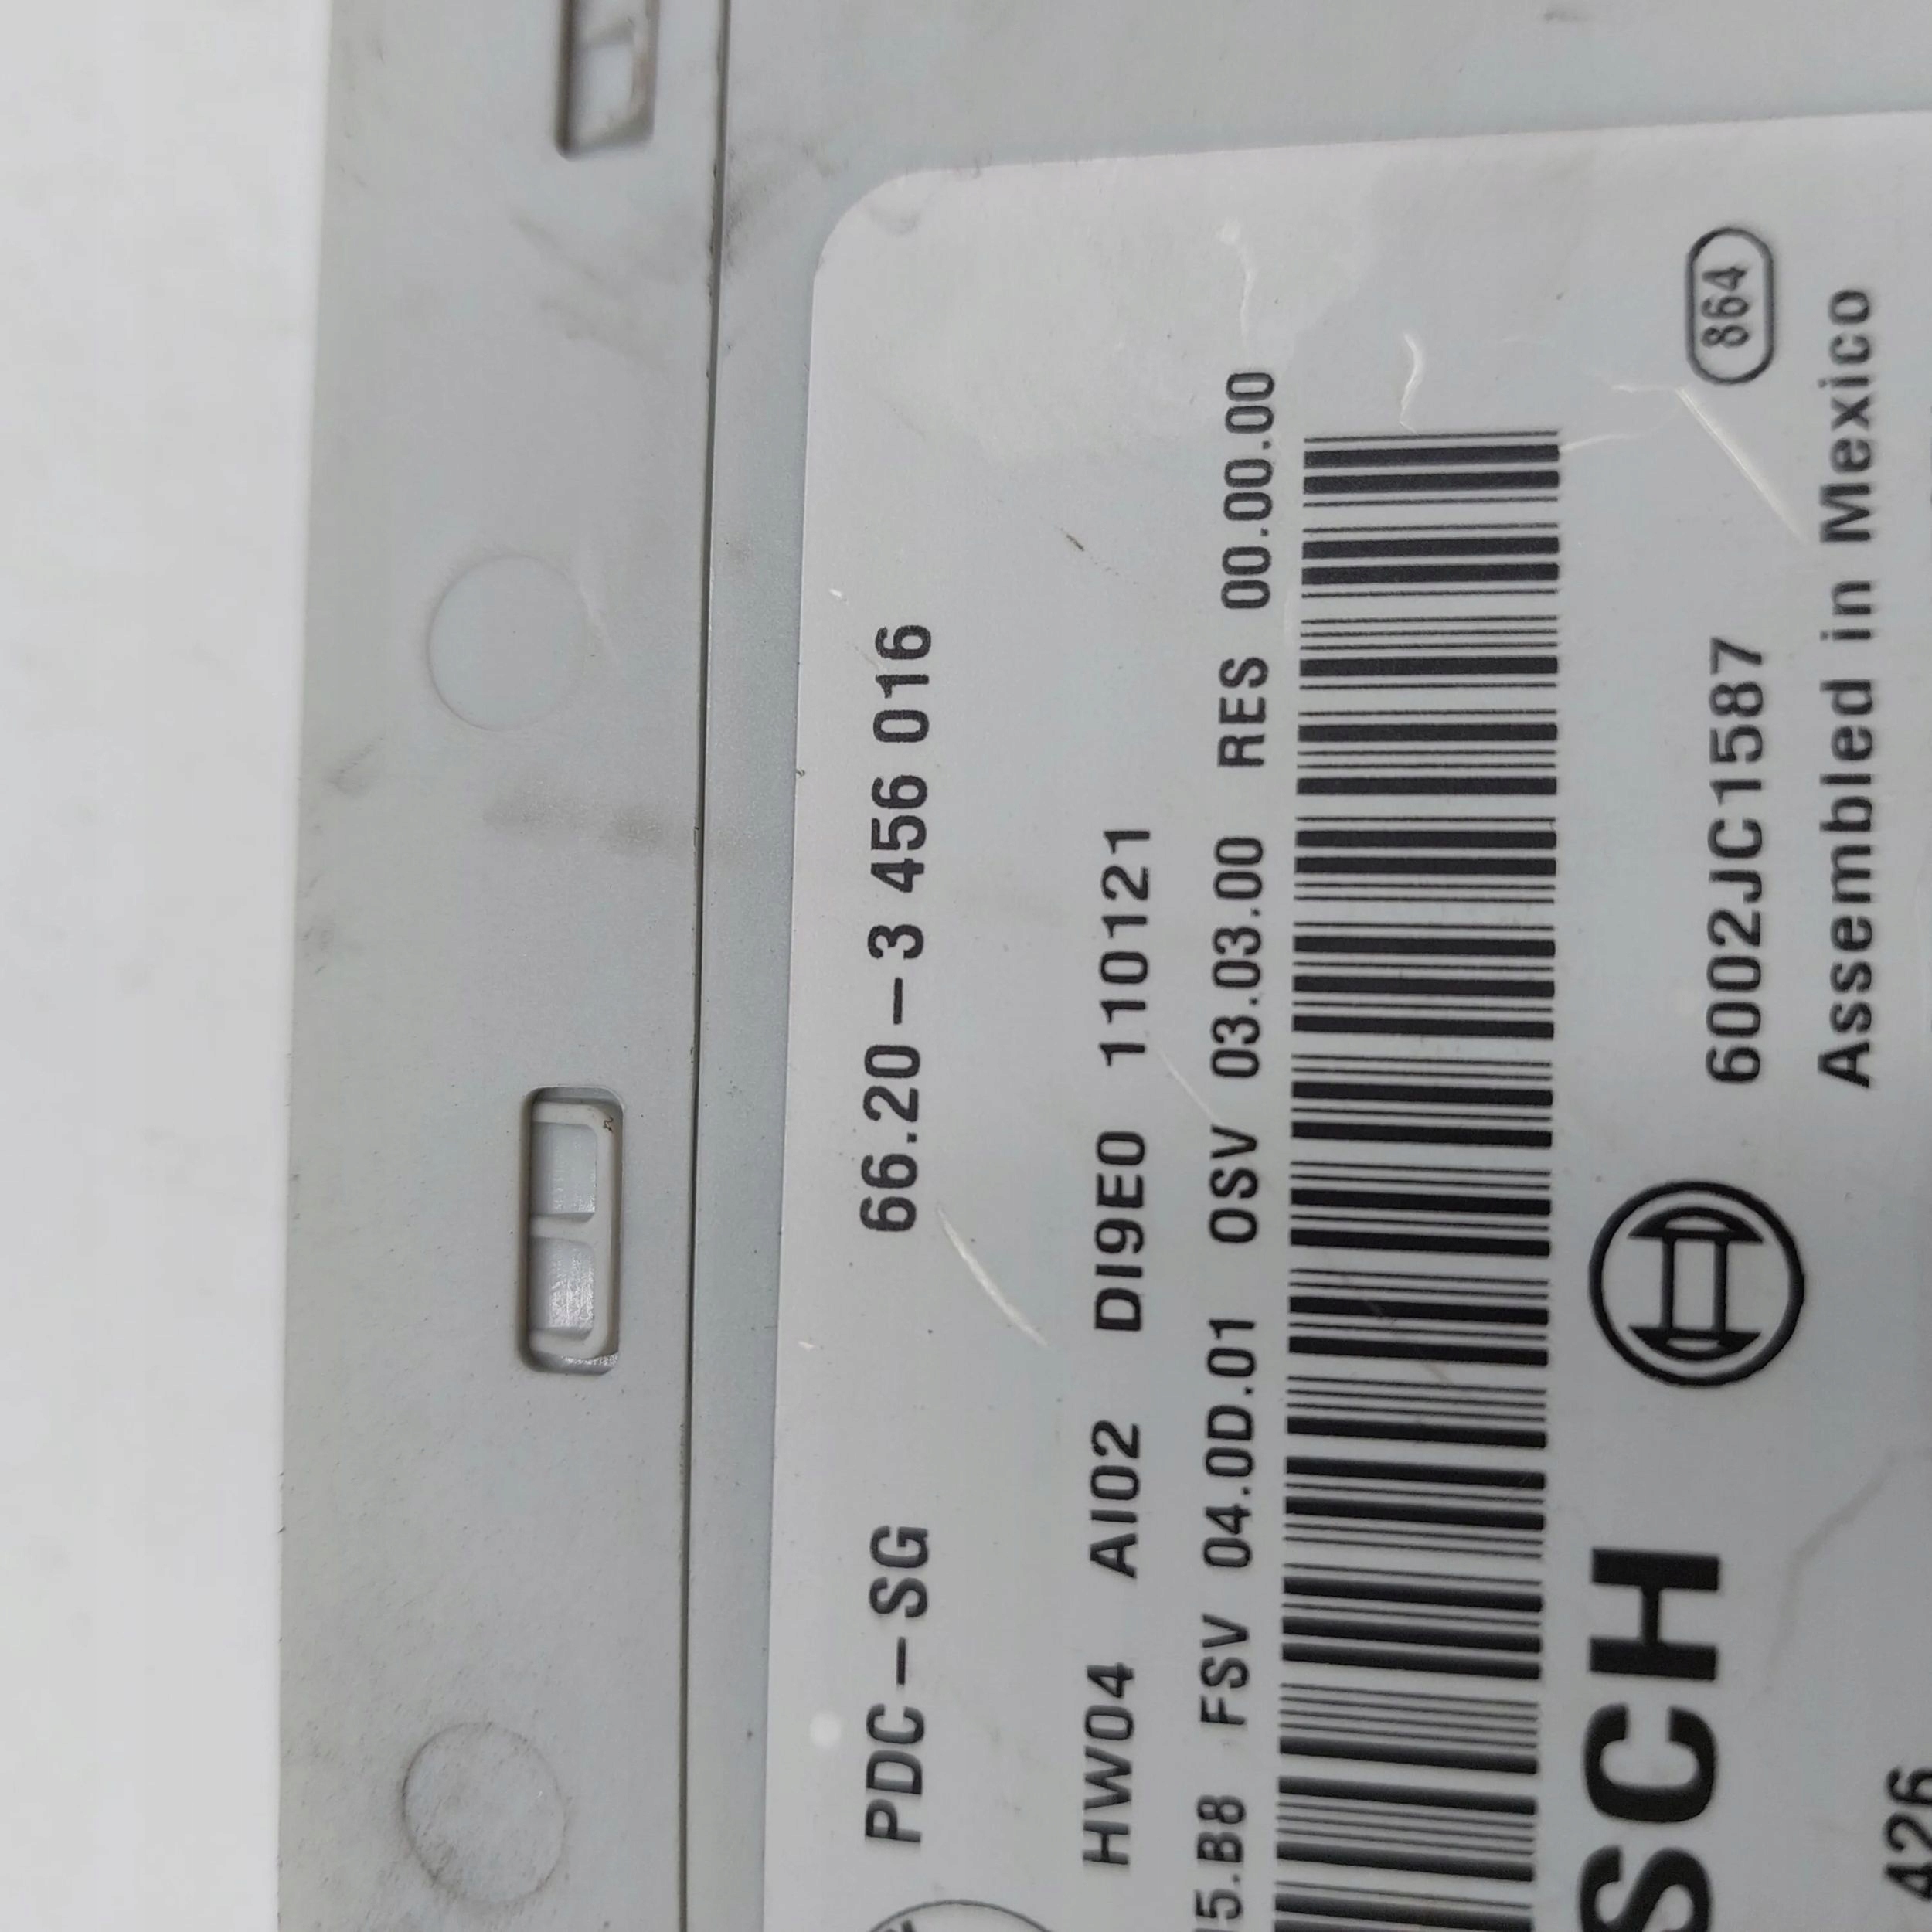 PDC-SG 66.20-3 456 016
HW04 AI02 DI9E0 110121
5.B8 FSV 04.0D.01 OSV 03.03.00 RES 00.00.00
SCH 6002JC1587 864
Assembled in Mexico
426